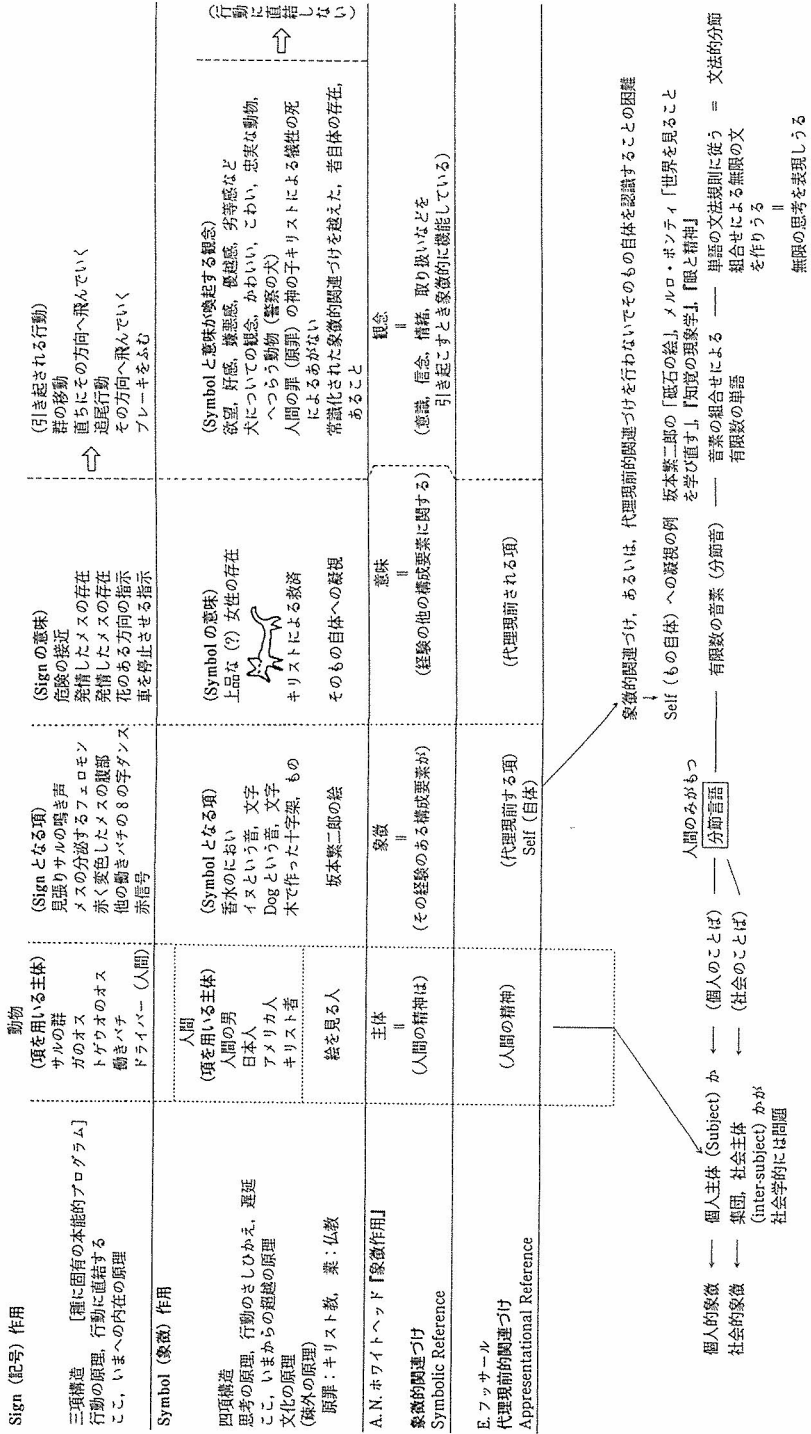 Sign (記号) 作用
三項構造 [種に固有の本能的プログラム]
行動の原理, 行動に直結する
ここ, いまへの内在の原理
動物
(項を用いる主体)
サルの群
ガのオス
トゲウオのオス
働きバチ
ドライバー (人間)
(Sign となる項)
見張りサルの鳴き声
メスの分泌するフェロモン
赤く変色したメスの腹部
他の働きバチの8の字ダンス
赤信号
(Sign の意味)
危険の接近
発情したメスの存在
発情したメスの存在
花のある方向の指示
車を停止させる指示
⇨
(引き起される行動)
群の移動
直ちにその方向へ飛んでいく
追尾行動
その方向へ飛んでいく
ブレーキをふむ
Symbol (象徴) 作用
四項構造
思考の原理, 行動のさしひかえ, 遅延
ここ, いまからの超越の原理
文化の原理
(疎外の原理)
原罪：キリスト教, 業：仏教
人間
(項を用いる主体)
人間の男
日本人
アメリカ人
キリスト者
絵を見る人
(Symbol となる項)
香水のにおい
イヌという音, 文字
Dog という音, 文字
木で作った十字架, もの
坂本繁二郎の絵
(Symbol の意味)
上品な (?) 女性の存在
キリストによる救済
そのもの自体への凝視
(Symbol と意味が喚起する観念)
欲望, 好感, 嫌悪感, 優越感, 劣等感など
犬についての観念, かわいい, こわい, 忠実な動物,
へつらう動物 (警察の犬)
人間の罪 (原罪) の神の子キリストによる犠牲の死
によるあがない
常識化された象徴的関連づけを越えた, 者自体の存在,
あること
⇨
(行動に直結しない)
A. N. ホワイトヘッド『象徴作用』
象徴的関連づけ
Symbolic Reference
主体
||
(人間の精神は)
象徴
||
(その経験のある構成要素が)
意味
||
(経験の他の構成要素に関する)
観念
||
(意識, 信念, 情緒, 取り扱いなどを
引き起こすとき象徴的に機能している)
E. フッサール
代理現前的関連づけ
Appresentational Reference
(人間の精神)
(代理現前する項)
Self (自体)
(代理現前される項)
象徴的関連づけ, あるいは, 代理現前的関連づけを行わないでそのもの自体を認識することの困難
↓
Self (もの自体) への凝視の例 坂本繁二郎の「砥石の絵」, メルロ・ポンティ「世界を見ること
を学び直す」,『知覚の現象学』,『眼と精神』
人間のみがもつ
個人的象徴 ← 個人主体 (Subject) か ← (個人のことば)
社会的象徴 ← 集団, 社会主体 ← (社会のことば)
(inter-subject) かが
社会学的には問題
分節言語 — 有限数の音素 (分節音) — 音素の組合せによる — 単語の文法規則に従う = 文法的分節
有限数の単語
組合せによる無限の文
を作りうる
||
無限の思考を表現しうる